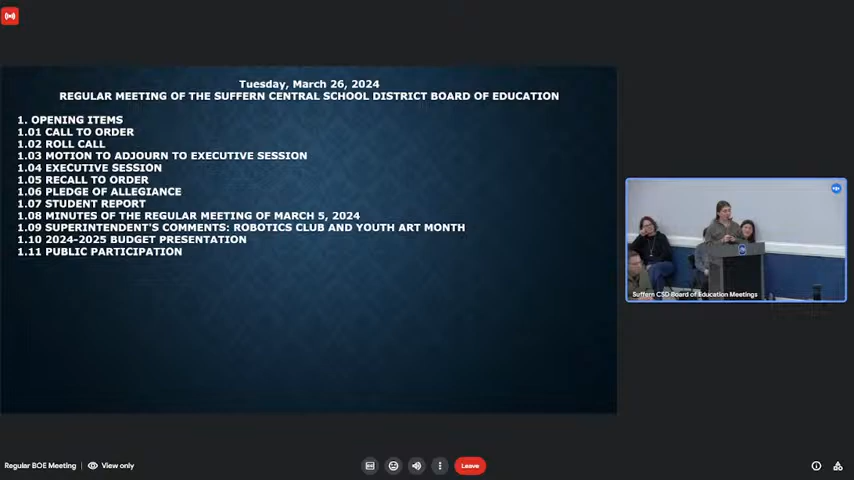 Tuesday, March 26, 2024
REGULAR MEETING OF THE SUFFERN CENTRAL SCHOOL DISTRICT BOARD OF EDUCATION
1. OPENING ITEMS
1.01 CALL TO ORDER
1.02 ROLL CALL
1.03 MOTION TO ADJOURN TO EXECUTIVE SESSION
1.04 EXECUTIVE SESSION
1.05 RECALL TO ORDER
1.06 PLEDGE OF ALLEGIANCE
1.07 STUDENT REPORT
1.08 MINUTES OF THE REGULAR MEETING OF MARCH 5, 2024
1.09 SUPERINTENDENT'S COMMENTS: ROBOTICS CLUB AND YOUTH ART MONTH
1.10 2024-2025 BUDGET PRESENTATION
1.11 PUBLIC PARTICIPATION
Suffern CSD Board of Education Meetings
Regular BOE Meeting | View only
Leave